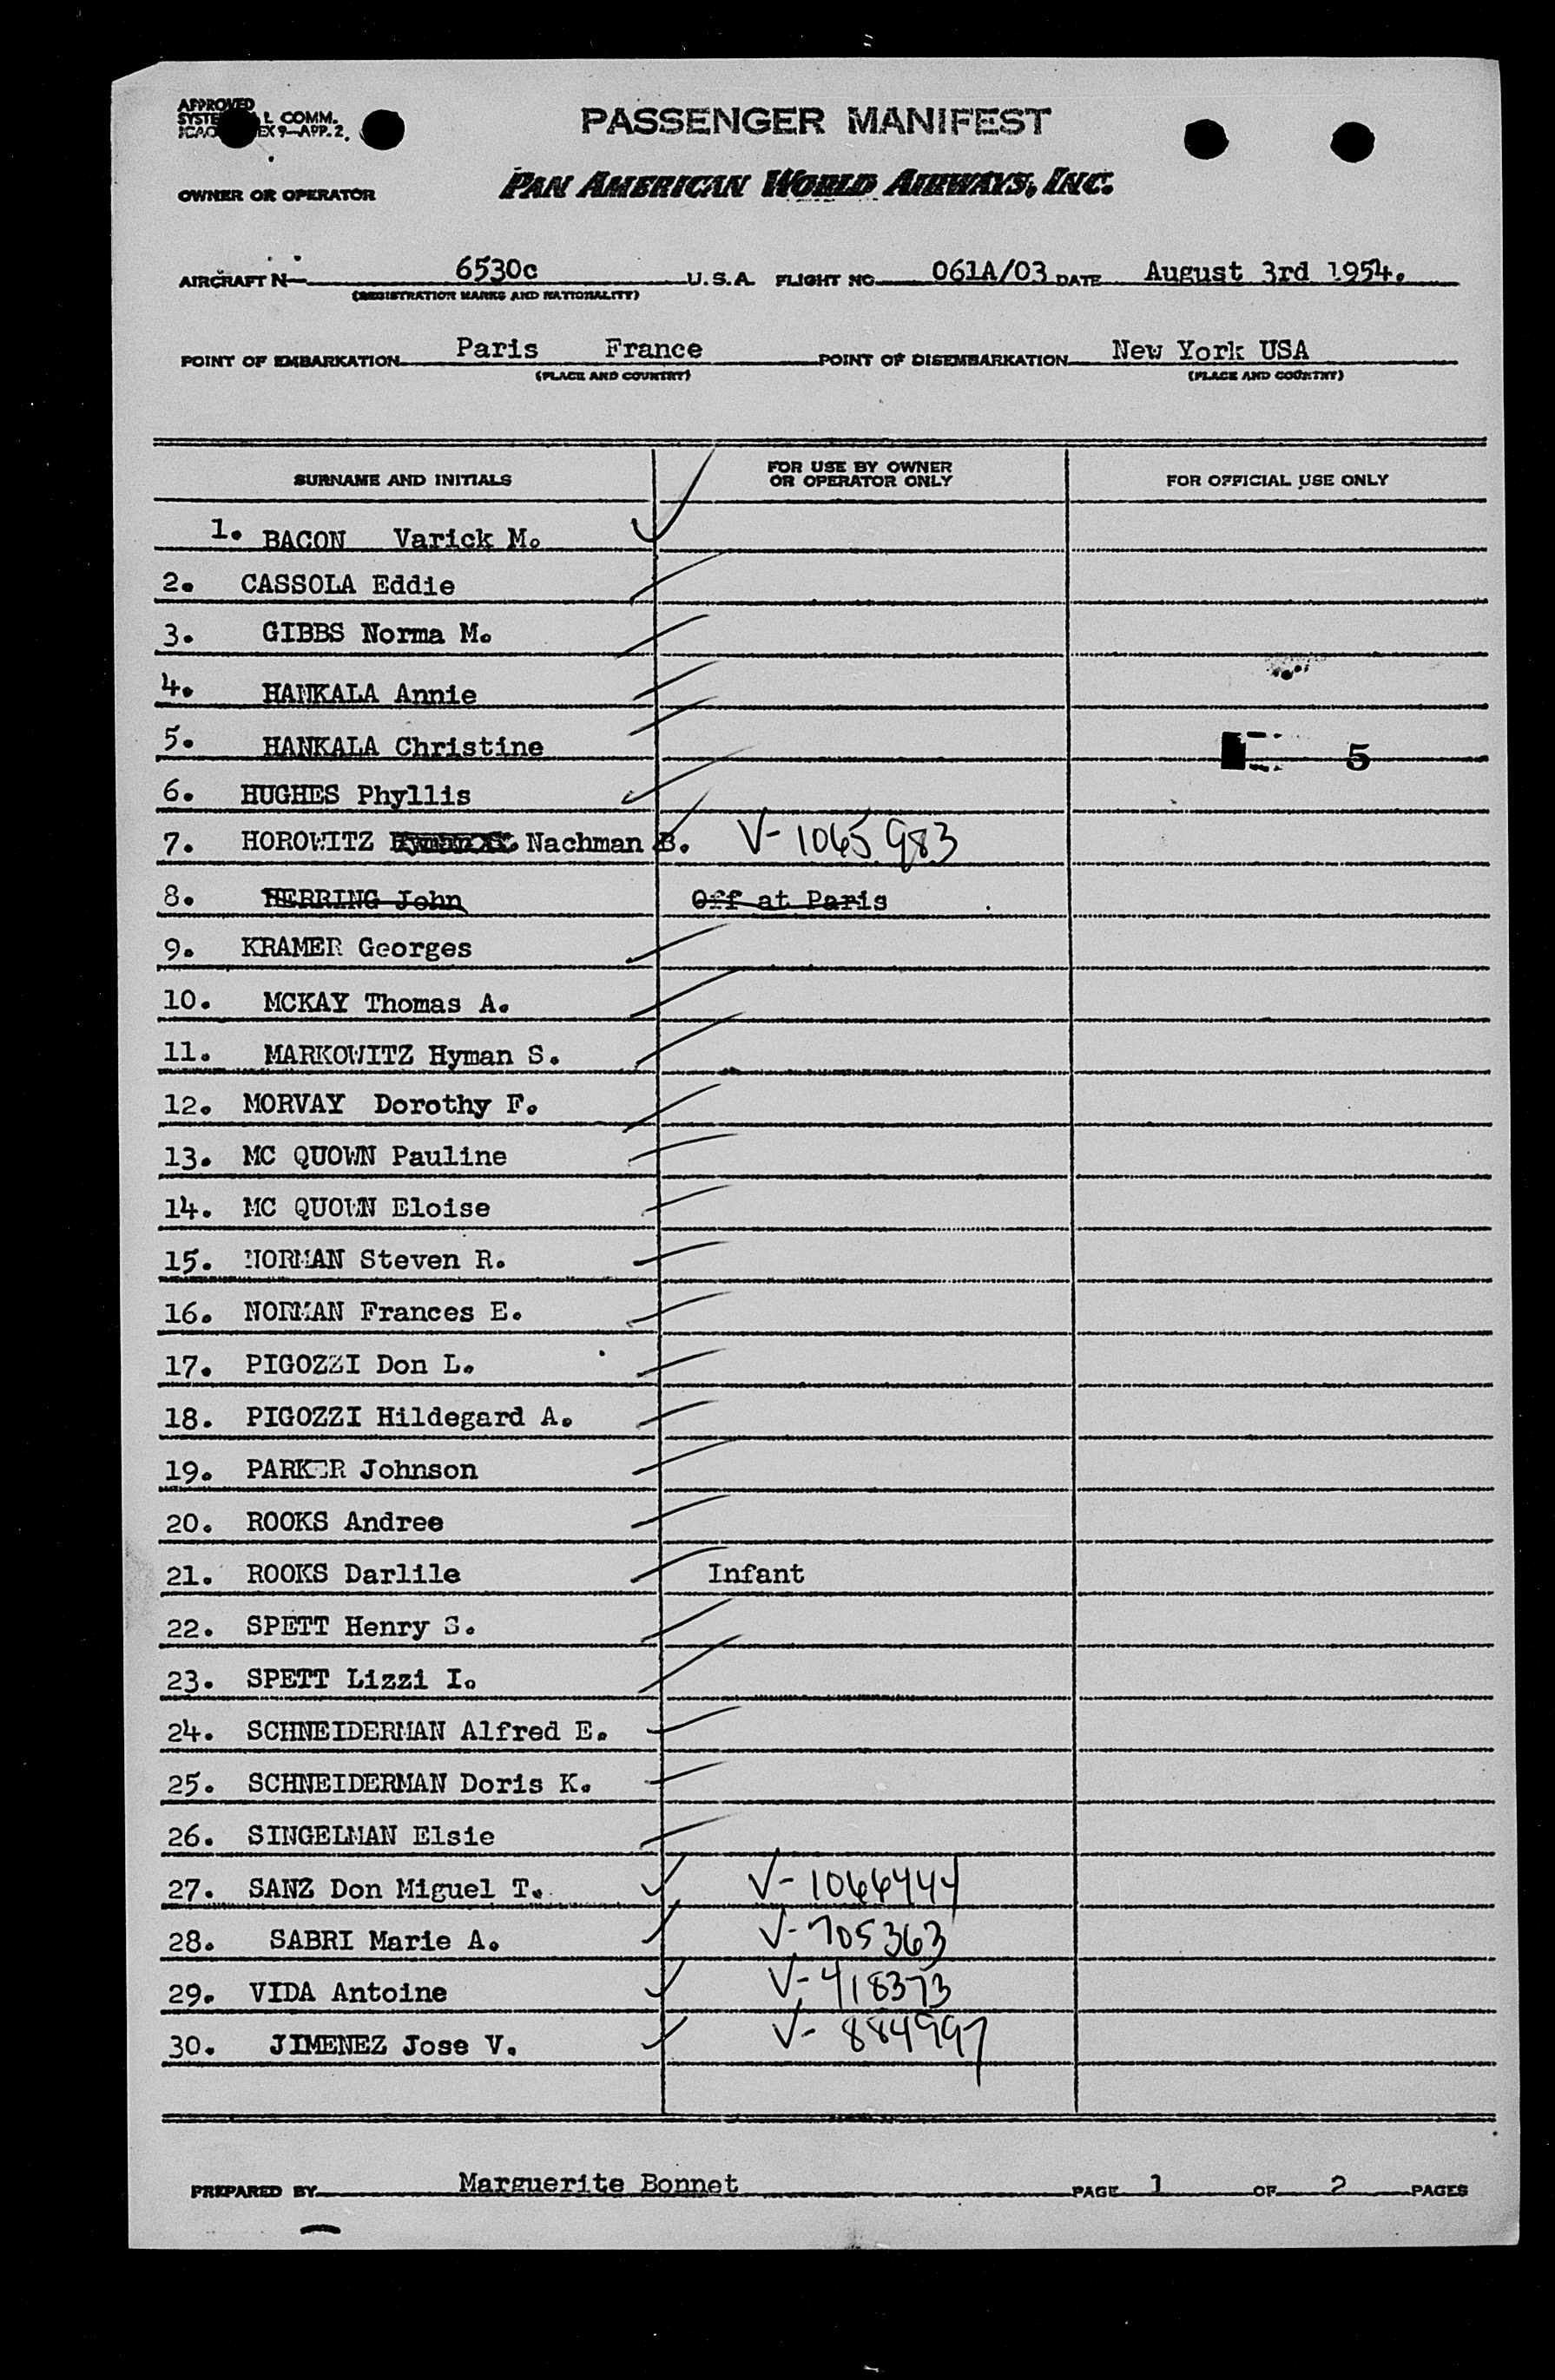 APPROVED
SYSTE L COMM.
ICAO EX 9—APP. 2.
PASSENGER MANIFEST
OWNER OR OPERATOR PAN AMERICAN WORLD AIRWAYS, INC.
AIRCRAFT N— 6530c U.S.A. FLIGHT NO 061A/03 DATE August 3rd 1954.
(REGISTRATION MARKS AND NATIONALITY)
POINT OF EMBARKATION Paris France POINT OF DISEMBARKATION New York USA
(PLACE AND COUNTRY) (PLACE AND COUNTRY)
SURNAME AND INITIALS FOR USE BY OWNER OR OPERATOR ONLY FOR OFFICIAL USE ONLY
1. BACON Varick M.
2. CASSOLA Eddie
3. GIBBS Norma M.
4. HANKALA Annie
5. HANKALA Christine 5
6. HUGHES Phyllis
7. HOROWITZ Nachman B. V-1065983
8. HERRING John Off at Paris
9. KRAMER Georges
10. MCKAY Thomas A.
11. MARKOWITZ Hyman S.
12. MORVAY Dorothy F.
13. MC QUOWN Pauline
14. MC QUOWN Eloise
15. NORMAN Steven R.
16. NORMAN Frances E.
17. PIGOZZI Don L.
18. PIGOZZI Hildegard A.
19. PARKER Johnson
20. ROOKS Andree
21. ROOKS Darlile Infant
22. SPETT Henry S.
23. SPETT Lizzi I.
24. SCHNEIDERMAN Alfred E.
25. SCHNEIDERMAN Doris K.
26. SINGELMAN Elsie
27. SANZ Don Miguel T. V-1066444
28. SABRI Marie A. V-705363
29. VIDA Antoine V-418373
30. JIMENEZ Jose V. V-884997
PREPARED BY Marguerite Bonnet PAGE 1 OF 2 PAGES